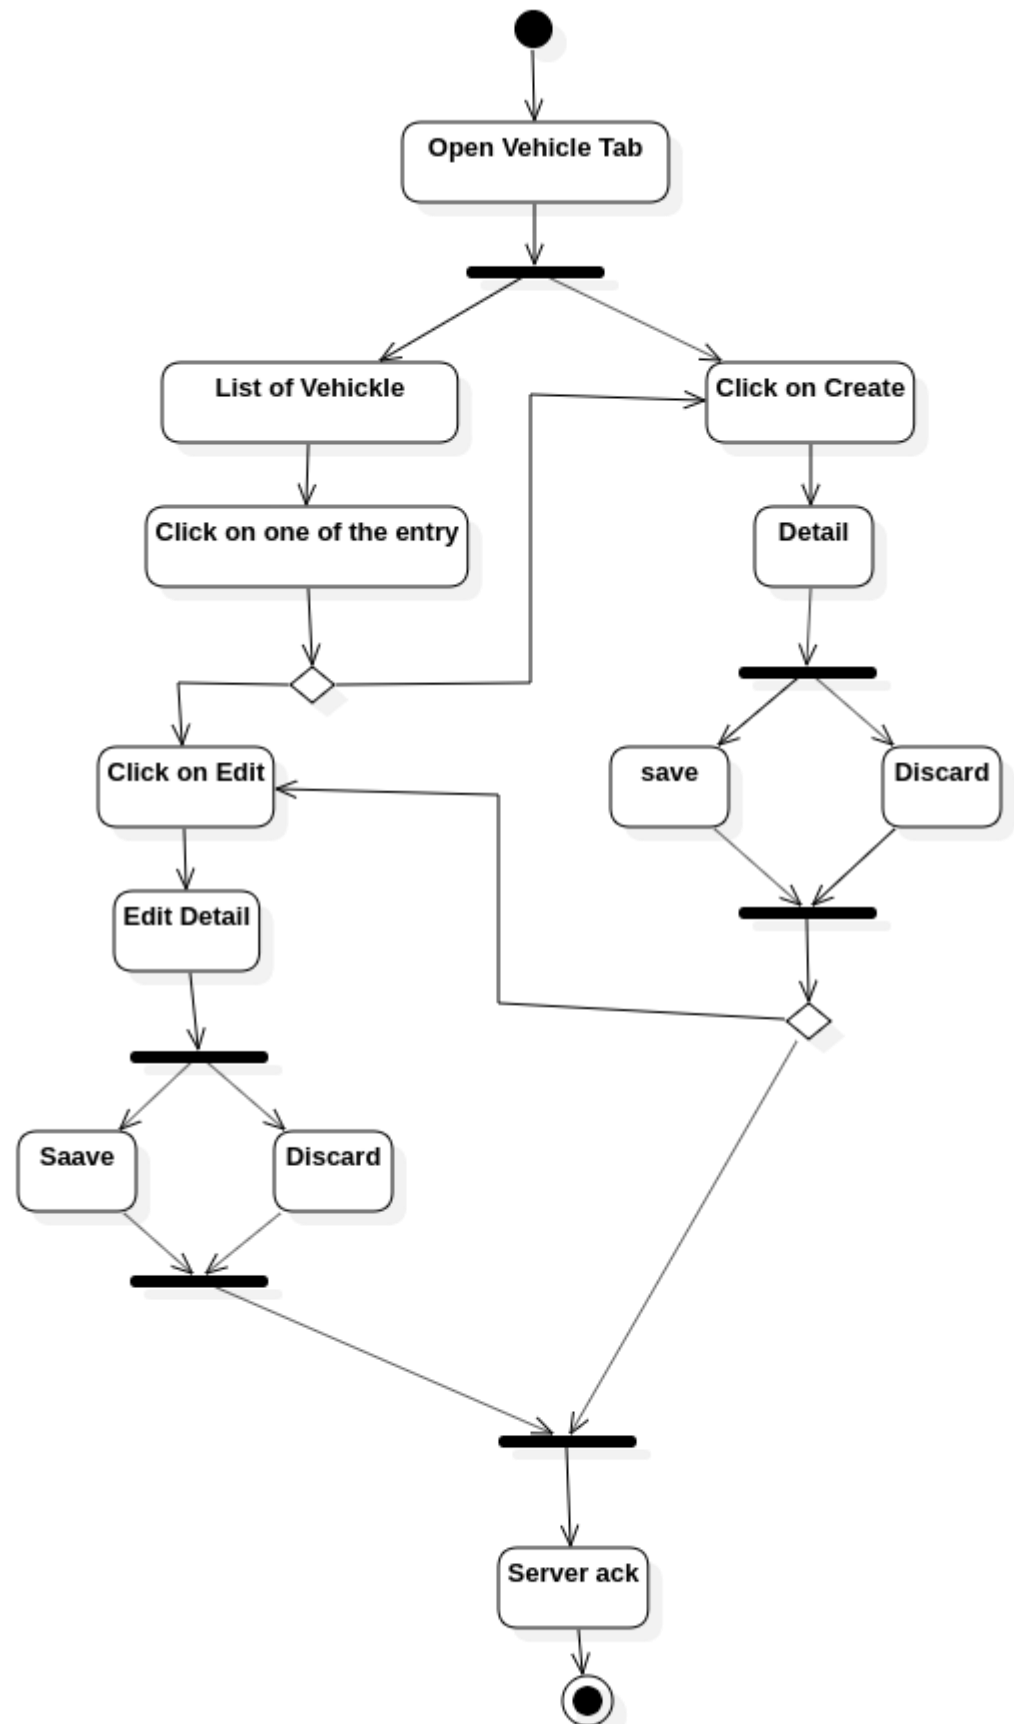 Open Vehicle Tab
List of Vehickle
Click on Create
Click on one of the entry
Detail
Click on Edit
save
Discard
Edit Detail
Saave
Discard
Server ack